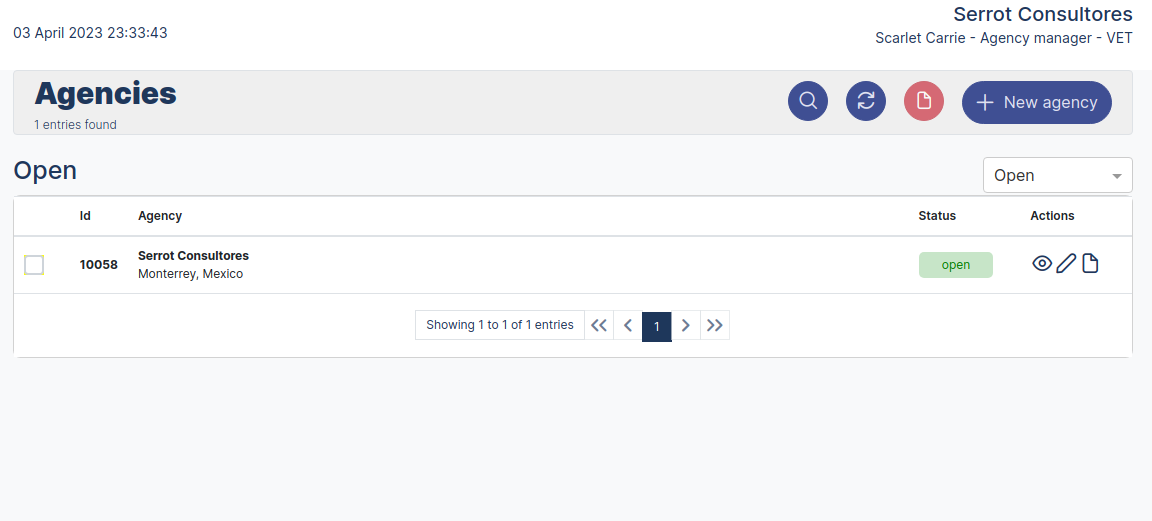 03 April 2023 23:33:43
Serrot Consultores
Scarlet Carrie - Agency manager - VET
Agencies
1 entries found
New agency
Open
Open
Id Agency Status Actions
10058 Serrot Consultores open
Monterrey, Mexico
Showing 1 to 1 of 1 entries 1